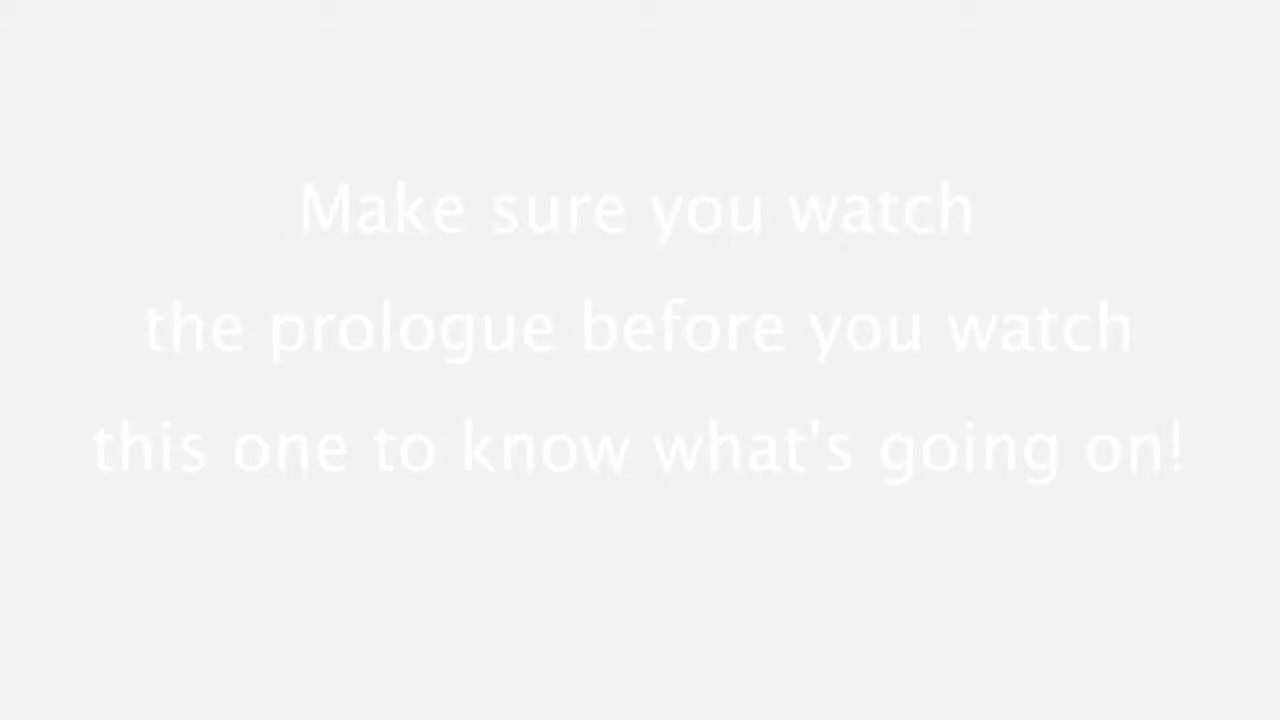 Make sure you watch
the prologue before you watch
this one to know what's going on!